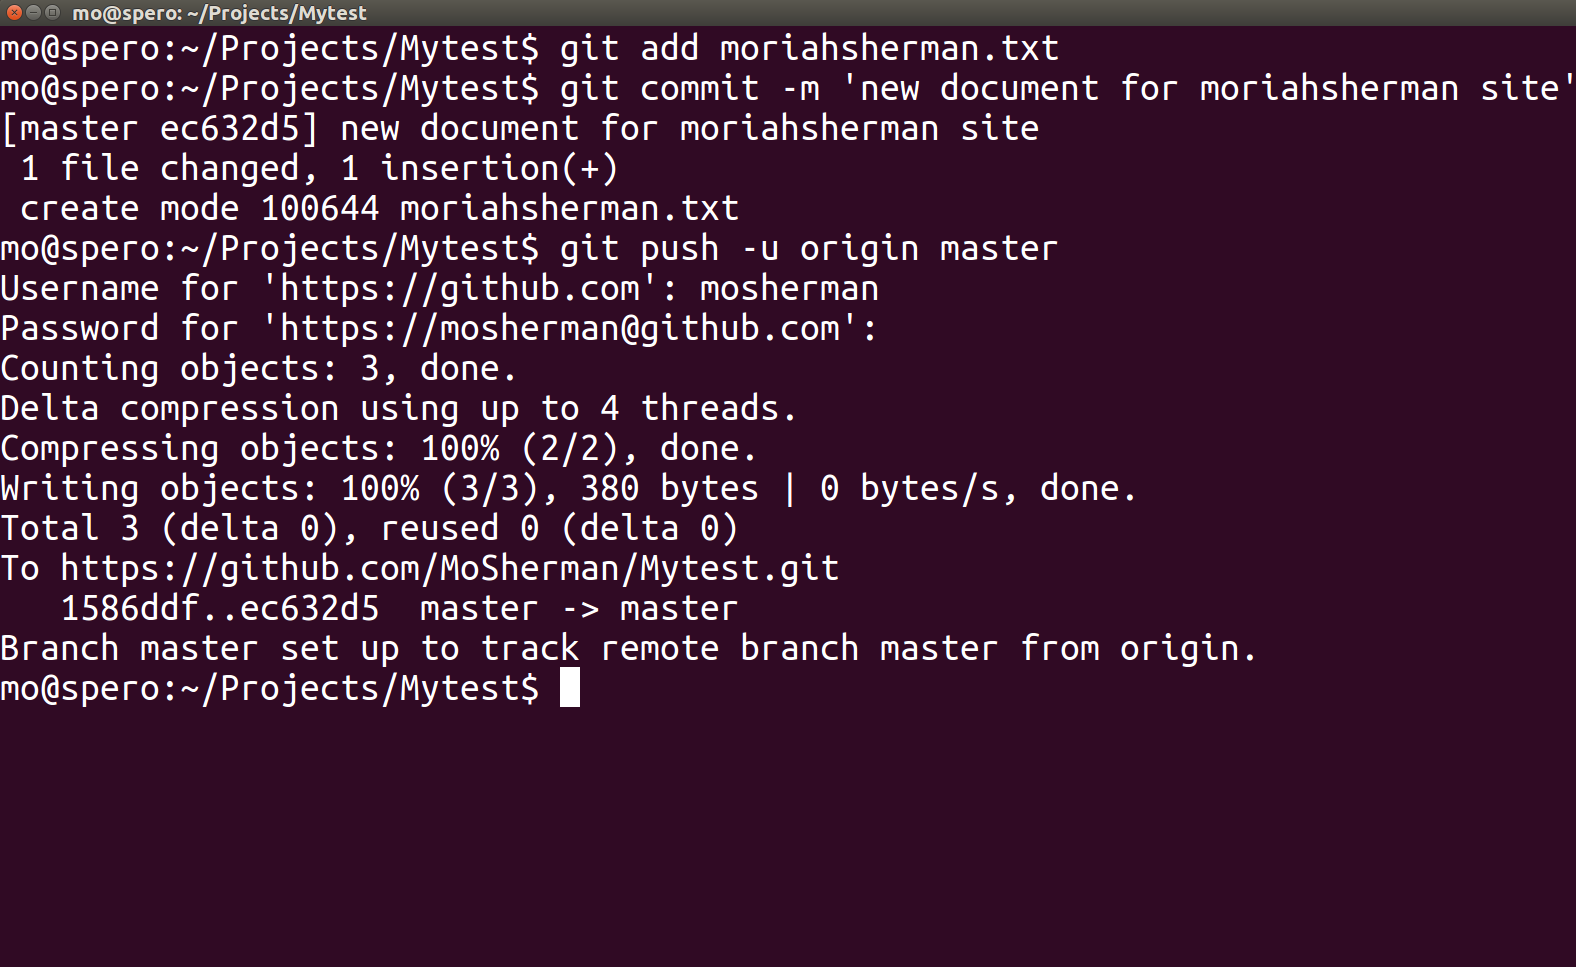 mo@spero: ~/Projects/Mytest
mo@spero:~/Projects/Mytest$ git add moriahsherman.txt
mo@spero:~/Projects/Mytest$ git commit -m 'new document for moriahsherman site'
[master ec632d5] new document for moriahsherman site
 1 file changed, 1 insertion(+)
 create mode 100644 moriahsherman.txt
mo@spero:~/Projects/Mytest$ git push -u origin master
Username for 'https://github.com': mosherman
Password for 'https://mosherman@github.com':
Counting objects: 3, done.
Delta compression using up to 4 threads.
Compressing objects: 100% (2/2), done.
Writing objects: 100% (3/3), 380 bytes | 0 bytes/s, done.
Total 3 (delta 0), reused 0 (delta 0)
To https://github.com/MoSherman/Mytest.git
   1586ddf..ec632d5  master -> master
Branch master set up to track remote branch master from origin.
mo@spero:~/Projects/Mytest$